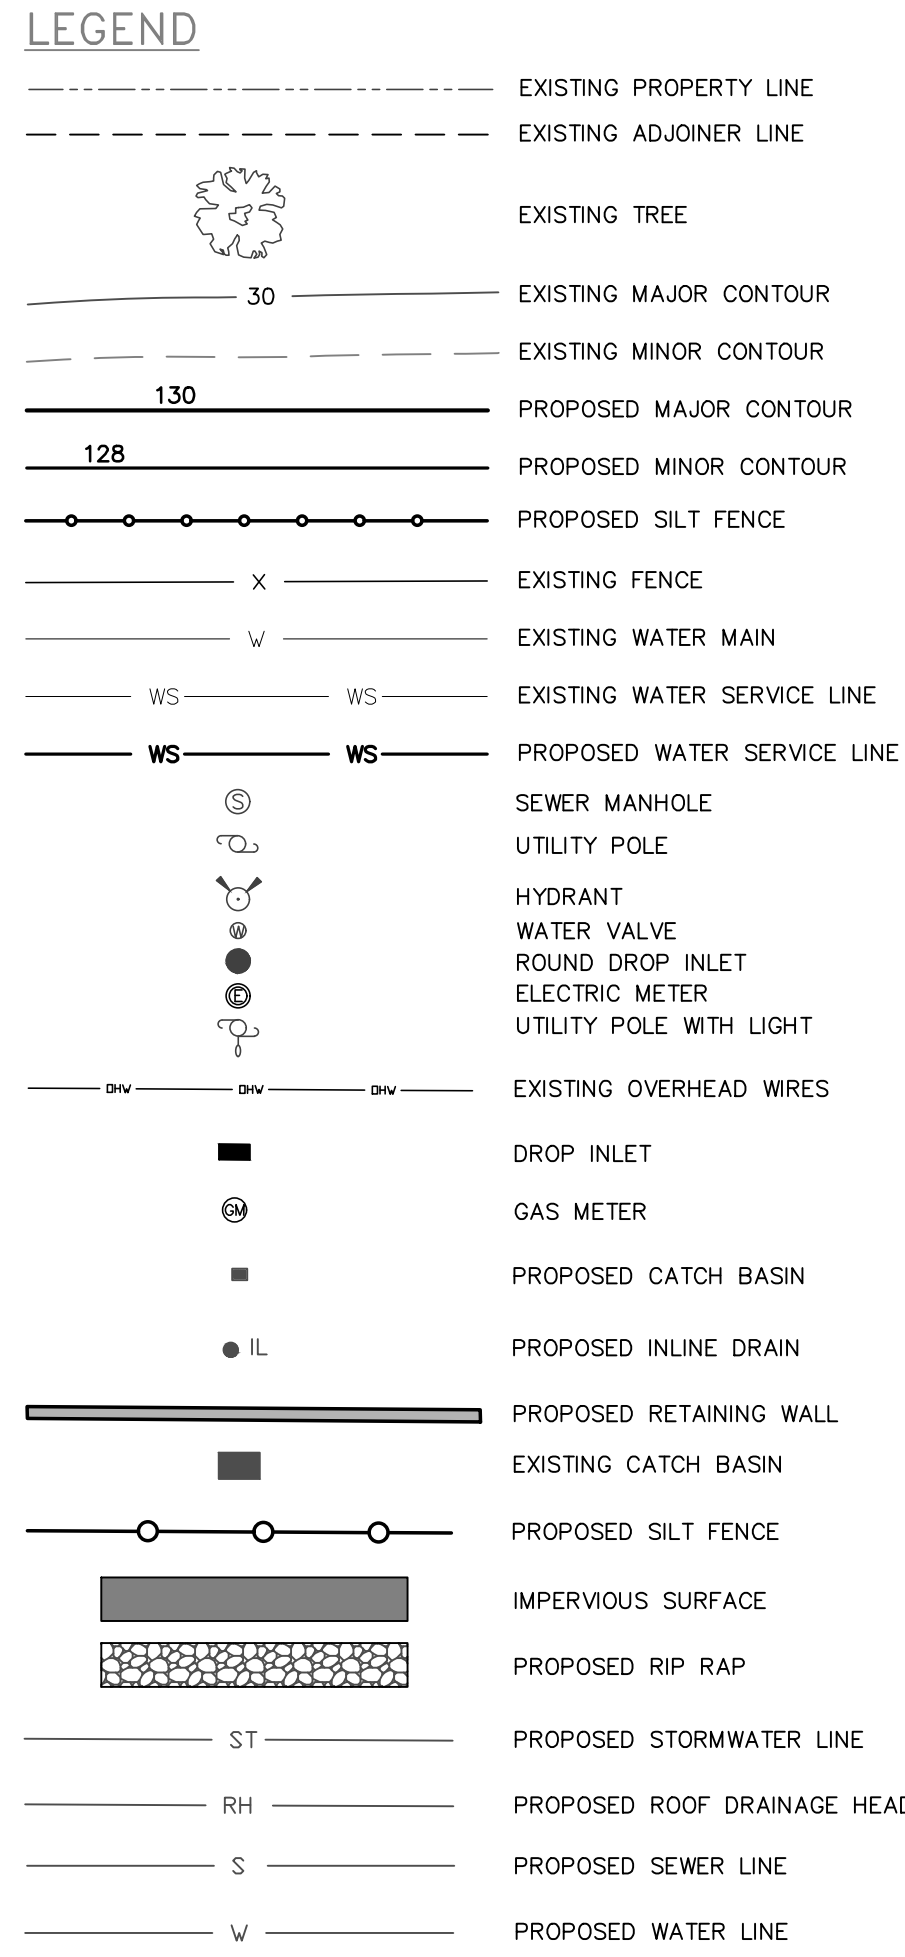 LEGEND
EXISTING PROPERTY LINE
EXISTING ADJOINER LINE
EXISTING TREE
30 EXISTING MAJOR CONTOUR
EXISTING MINOR CONTOUR
130 PROPOSED MAJOR CONTOUR
128 PROPOSED MINOR CONTOUR
PROPOSED SILT FENCE
X EXISTING FENCE
W EXISTING WATER MAIN
WS WS EXISTING WATER SERVICE LINE
WS WS PROPOSED WATER SERVICE LINE
S SEWER MANHOLE
UTILITY POLE
HYDRANT
W WATER VALVE
ROUND DROP INLET
E ELECTRIC METER
UTILITY POLE WITH LIGHT
OHW OHW OHW EXISTING OVERHEAD WIRES
DROP INLET
GM GAS METER
PROPOSED CATCH BASIN
IL PROPOSED INLINE DRAIN
PROPOSED RETAINING WALL
EXISTING CATCH BASIN
PROPOSED SILT FENCE
IMPERVIOUS SURFACE
PROPOSED RIP RAP
ST PROPOSED STORMWATER LINE
RH PROPOSED ROOF DRAINAGE
S PROPOSED SEWER LINE
W PROPOSED WATER LINE